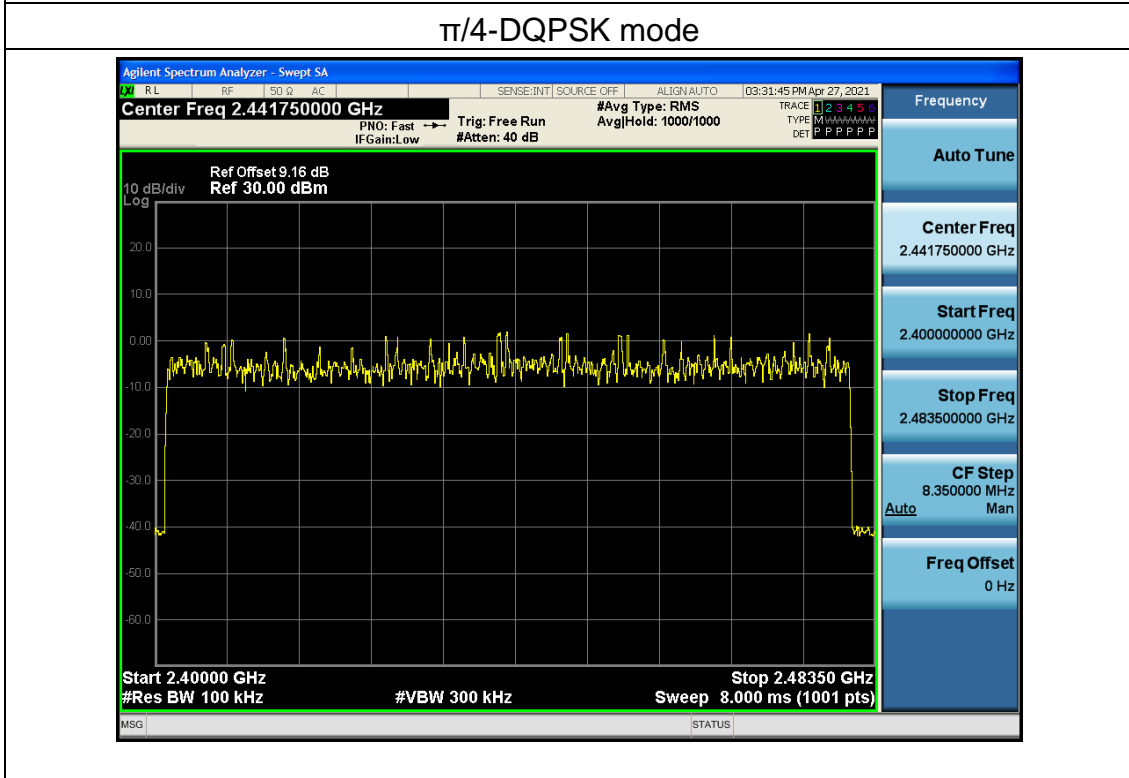 π/4-DQPSK mode
Agilent Spectrum Analyzer - Swept SA
LXI RL RF 50 Ω AC SENSE:INT SOURCE OFF ALIGN AUTO 03:31:45 PM Apr 27, 2021
Center Freq 2.441750000 GHz #Avg Type: RMS TRACE 1 2 3 4 5 6
PNO: Fast Trig: Free Run Avg|Hold: 1000/1000 TYPE M
IFGain:Low #Atten: 40 dB DET P P P P P P
Ref Offset 9.16 dB
10 dB/div Ref 30.00 dBm
Log
20.0
10.0
0.00
-10.0
-20.0
-30.0
-40.0
-50.0
-60.0
Start 2.40000 GHz Stop 2.48350 GHz
#Res BW 100 kHz #VBW 300 kHz Sweep 8.000 ms (1001 pts)
MSG STATUS
Frequency
Auto Tune
Center Freq
2.441750000 GHz
Start Freq
2.400000000 GHz
Stop Freq
2.483500000 GHz
CF Step
8.350000 MHz
Auto Man
Freq Offset
0 Hz